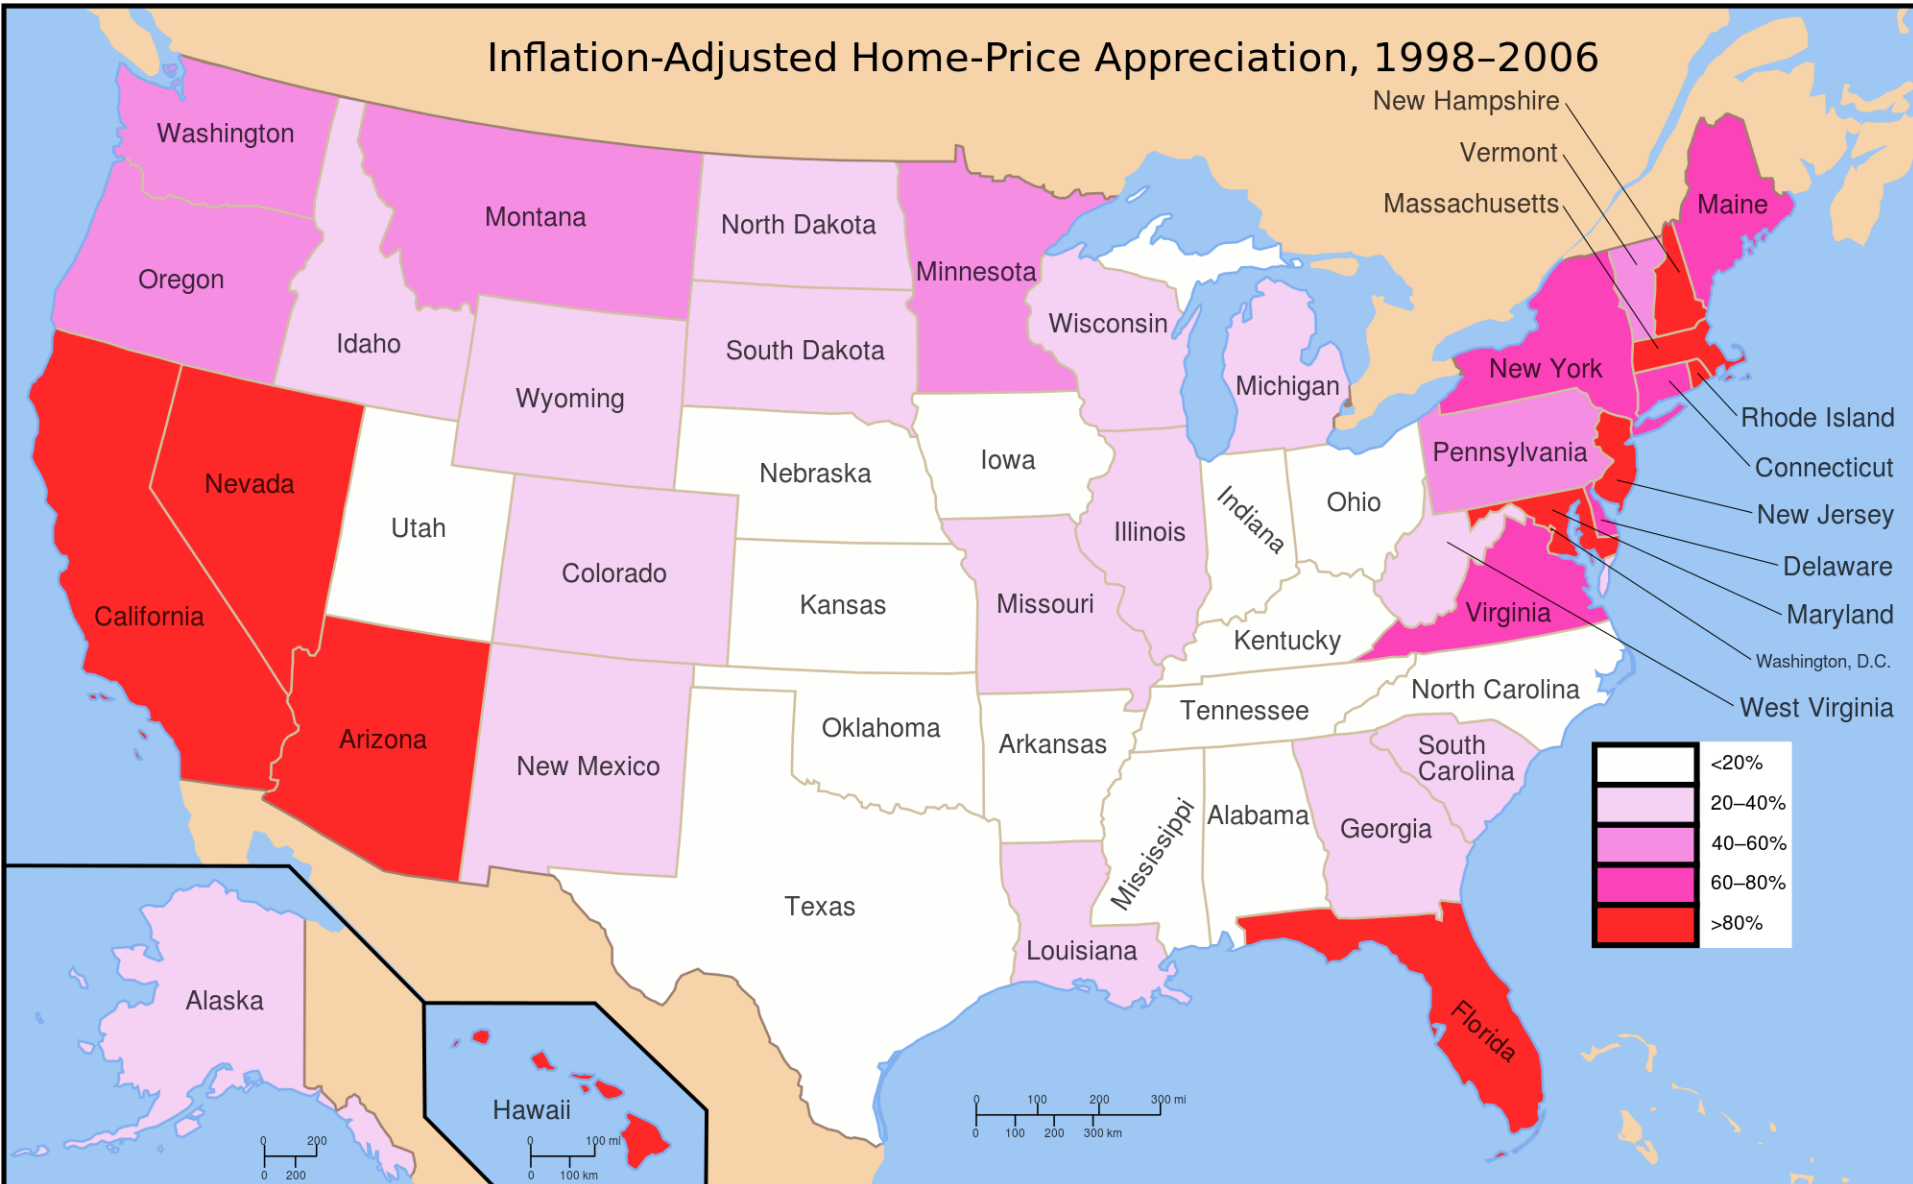 Inflation-Adjusted Home-Price Appreciation, 1998–2006
New Hampshire
Vermont
Massachusetts
Washington
Montana
North Dakota
Minnesota
Maine
Oregon
Idaho
Wisconsin
South Dakota
Wyoming
Michigan
New York
Rhode Island
Connecticut
New Jersey
Delaware
Maryland
Washington, D.C.
West Virginia
Pennsylvania
Nevada
Nebraska
Iowa
Utah
Illinois
Indiana
Ohio
Colorado
California
Kansas
Missouri
Kentucky
Virginia
Arizona
New Mexico
Oklahoma
Arkansas
Tennessee
North Carolina
South
Carolina
Mississippi
Alabama
Georgia
Texas
Louisiana
Florida
Alaska
Hawaii
<20%
20–40%
40–60%
60–80%
>80%
0 200
0 200
0 100 mi
0 100 km
0 100 200 300 mi
0 100 200 300 km